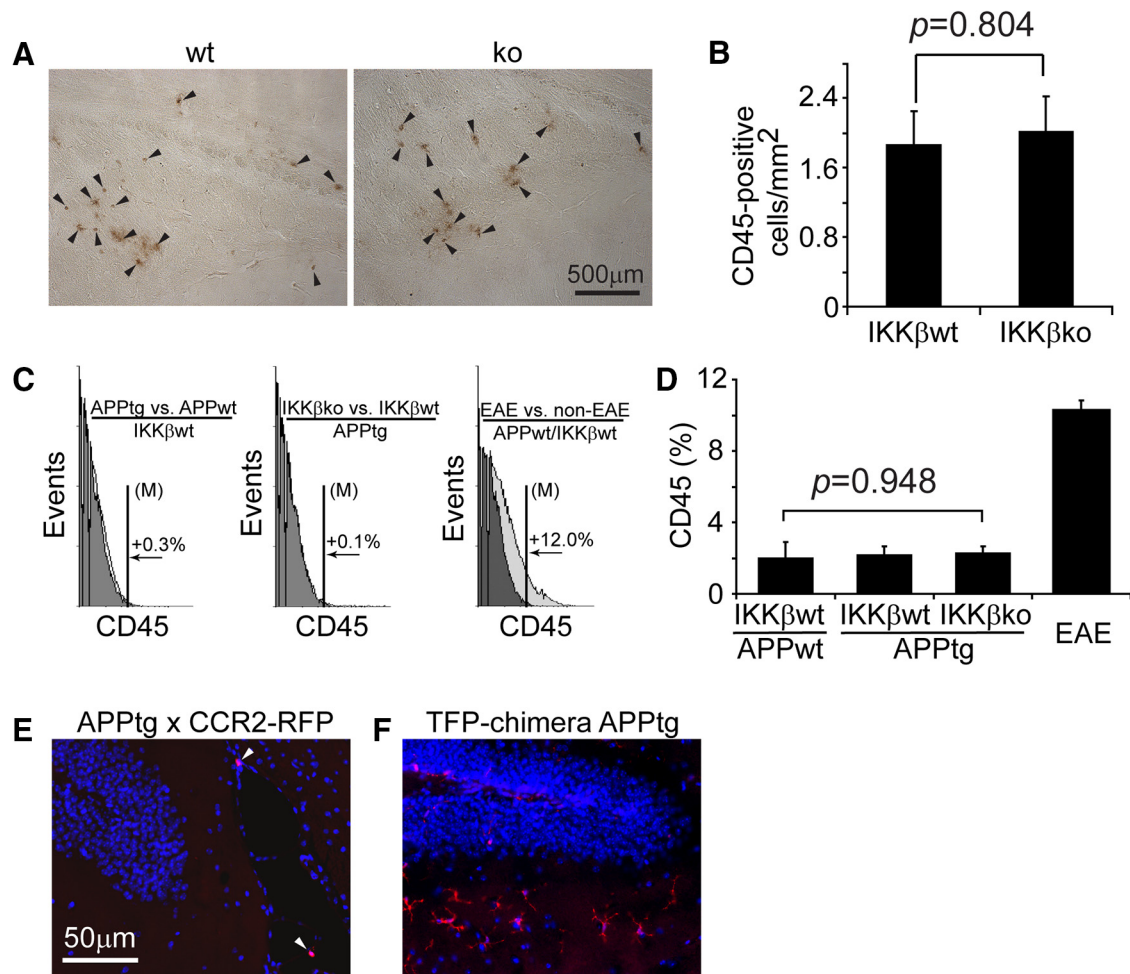 A
wt
ko
500μm
B
p=0.804
CD45-positive
cells/mm2
2.4
1.6
0.8
0
IKKβwt
IKKβko
C
APPtg vs. APPwt
IKKβwt
(M)
+0.3%
Events
CD45
IKKβko vs. IKKβwt
APPtg
(M)
+0.1%
Events
CD45
EAE vs. non-EAE
APPwt/IKKβwt
(M)
+12.0%
Events
CD45
D
CD45 (%)
12
8
4
0
p=0.948
IKKβwt
APPwt
IKKβwt IKKβko
APPtg
EAE
E
APPtg x CCR2-RFP
50μm
F
TFP-chimera APPtg